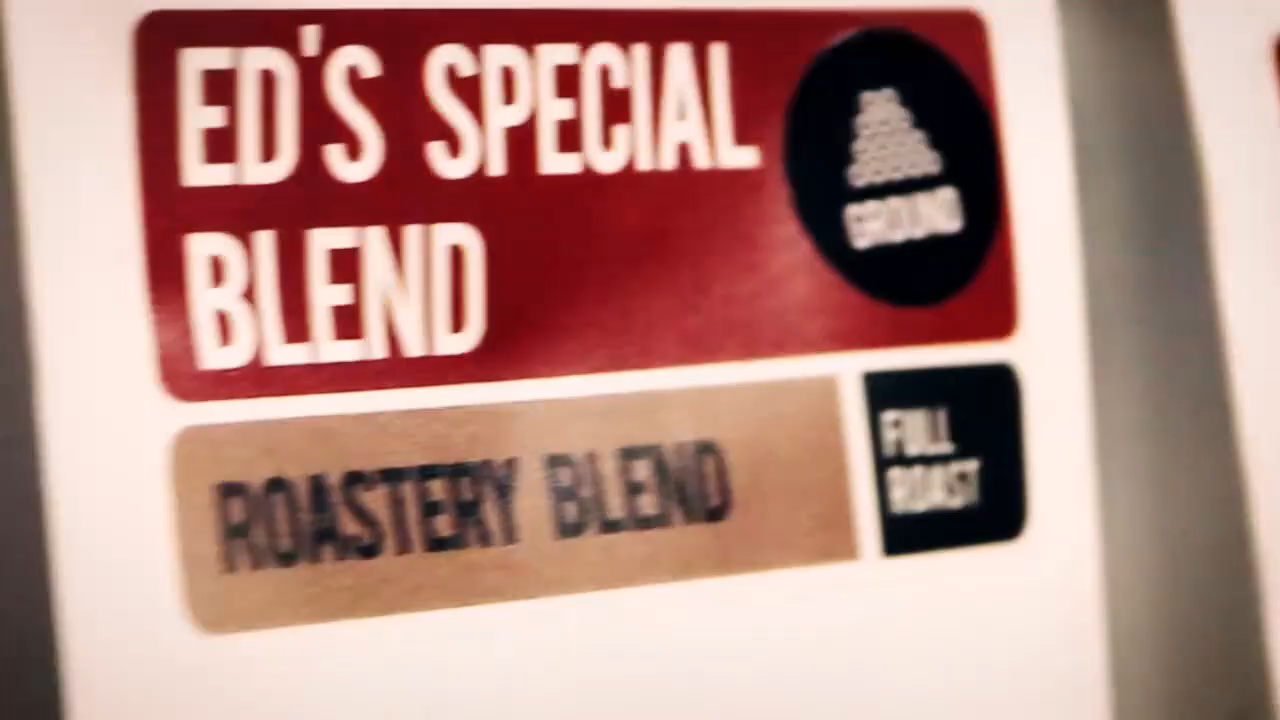 ED'S SPECIAL
BLEND
GROUND
ROASTERY BLEND
FULL
ROAST